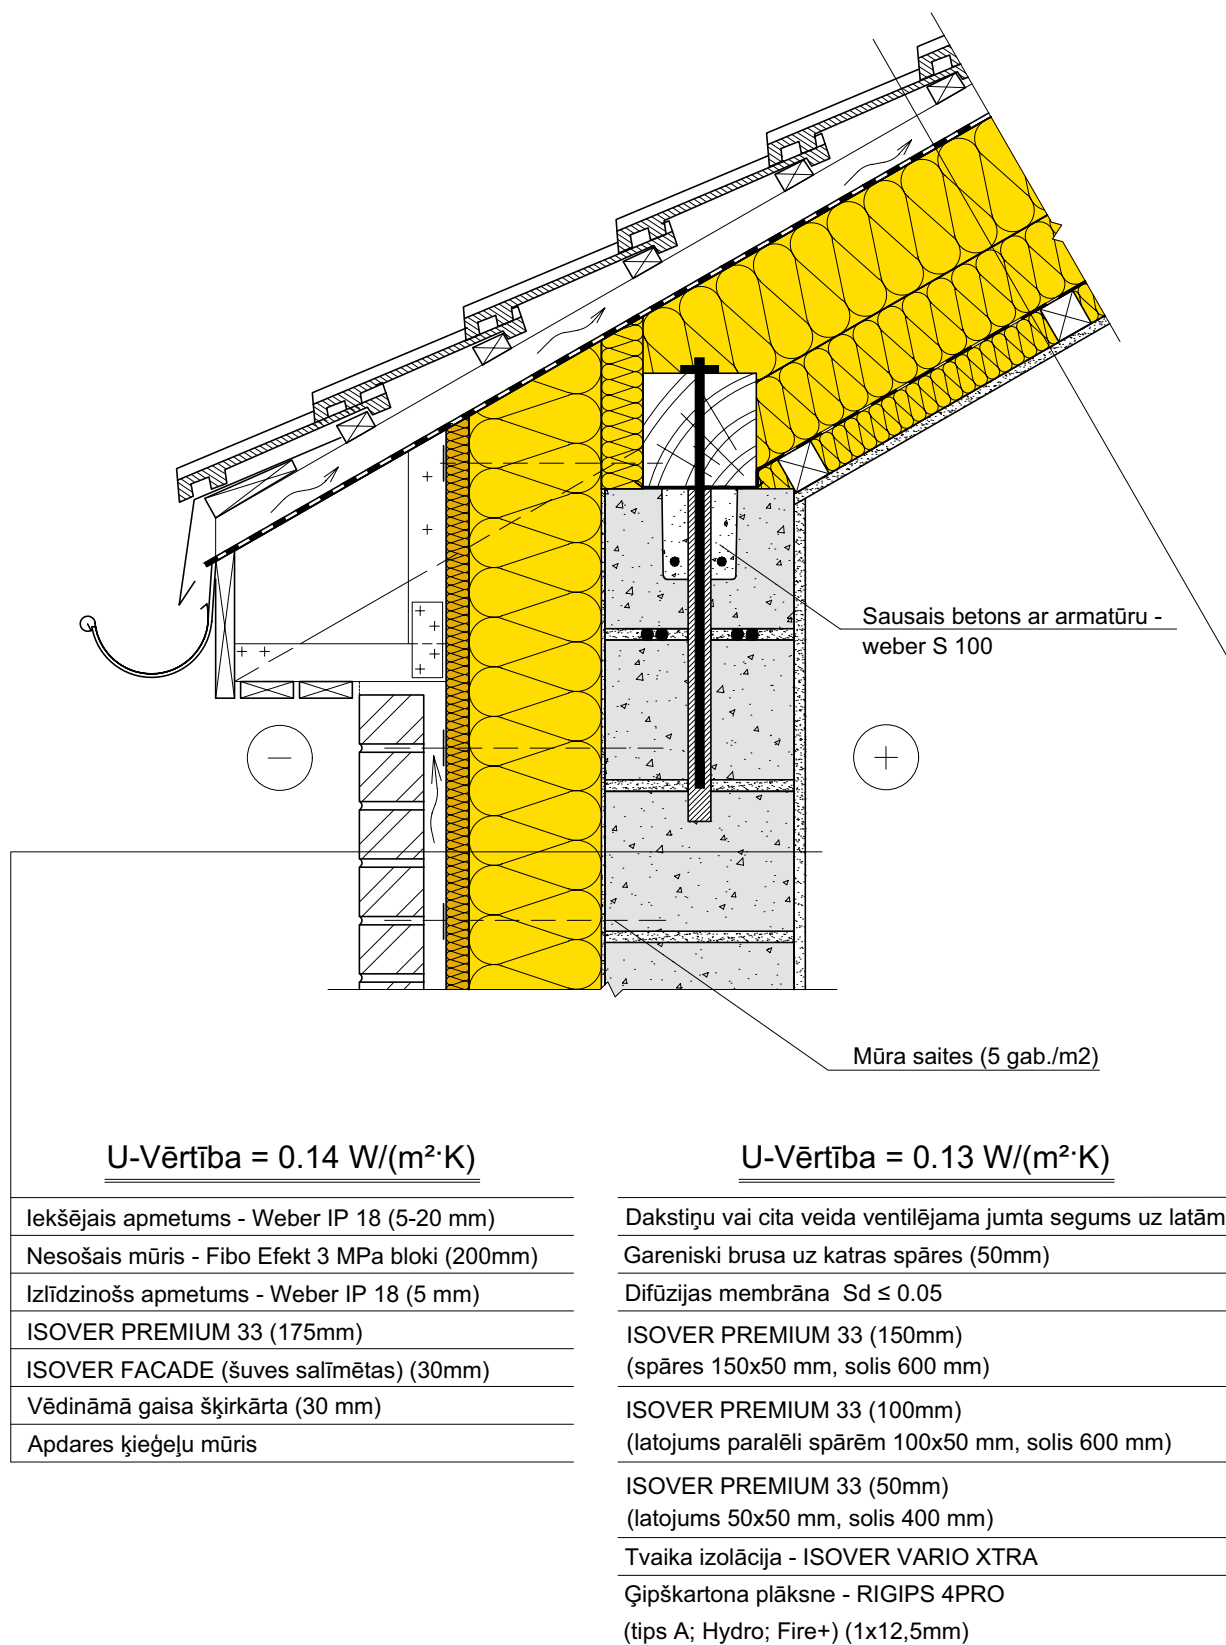 Sausais betons ar armatūru -
weber S 100
Mūra saites (5 gab./m2)
U-Vērtība = 0.14 W/(m²·K)
Iekšējais apmetums - Weber IP 18 (5-20 mm)
Nesošais mūris - Fibo Efekt 3 MPa bloki (200mm)
Izlīdzinošs apmetums - Weber IP 18 (5 mm)
ISOVER PREMIUM 33 (175mm)
ISOVER FACADE (šuves salīmētas) (30mm)
Vēdināmā gaisa šķirkārta (30 mm)
Apdares ķieģeļu mūris
U-Vērtība = 0.13 W/(m²·K)
Dakstiņu vai cita veida ventilējama jumta segums uz latām
Gareniski brusa uz katras spāres (50mm)
Difūzijas membrāna Sd ≤ 0.05
ISOVER PREMIUM 33 (150mm)
(spāres 150x50 mm, solis 600 mm)
ISOVER PREMIUM 33 (100mm)
(latojums paralēli spārēm 100x50 mm, solis 600 mm)
ISOVER PREMIUM 33 (50mm)
(latojums 50x50 mm, solis 400 mm)
Tvaika izolācija - ISOVER VARIO XTRA
Ģipškartona plāksne - RIGIPS 4PRO
(tips A; Hydro; Fire+) (1x12,5mm)